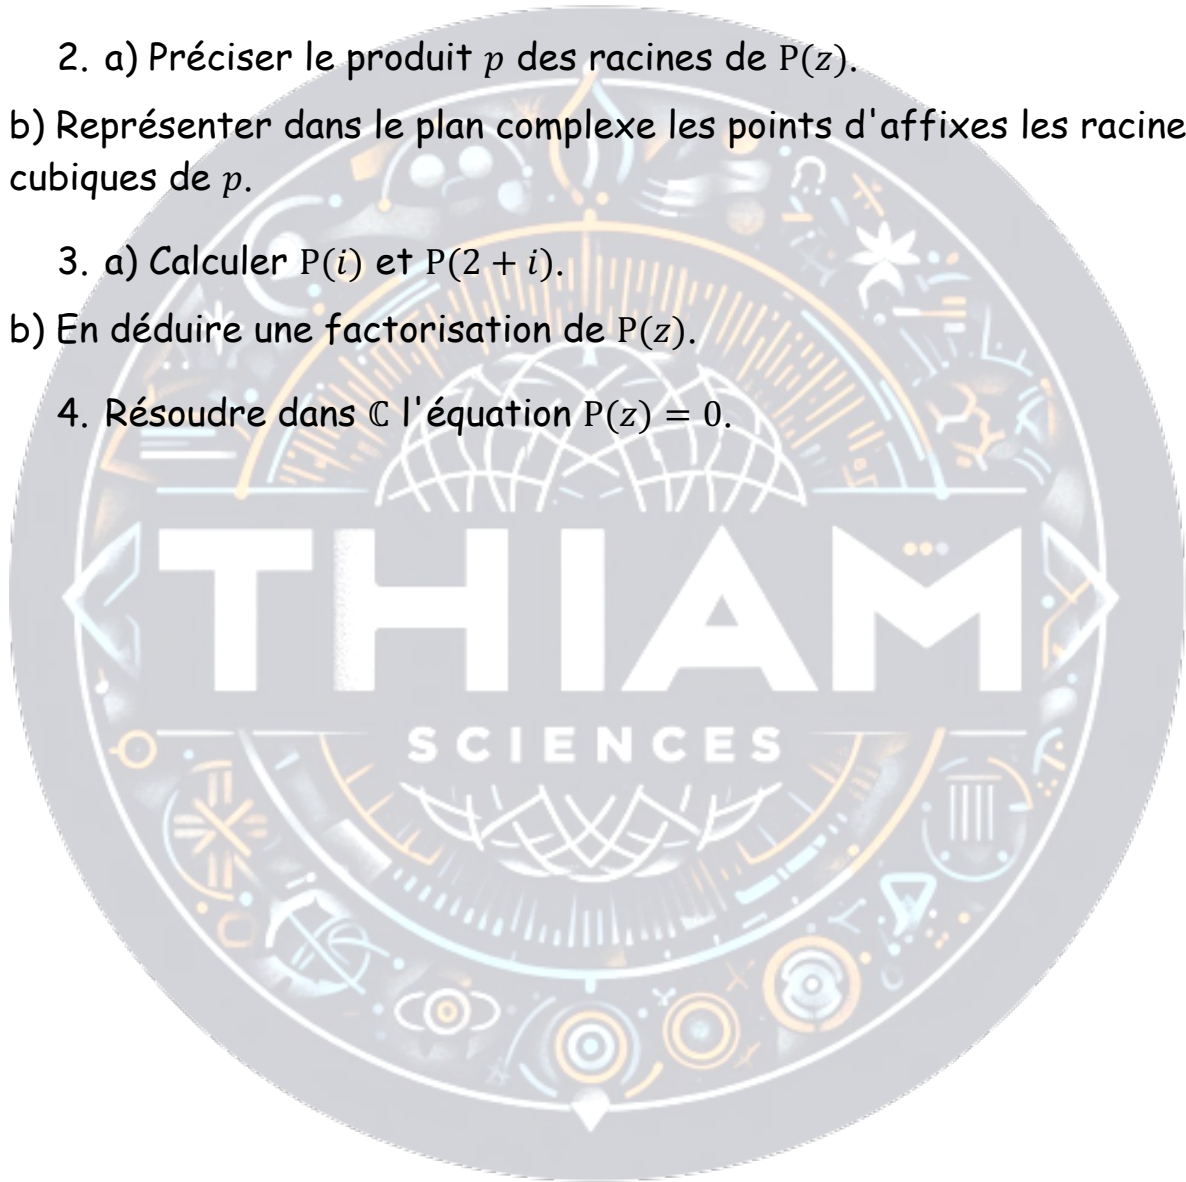 2. a) Préciser le produit p des racines de P(z).
b) Représenter dans le plan complexe les points d'affixes les racine
cubiques de p.
3. a) Calculer P(i) et P(2 + i).
b) En déduire une factorisation de P(z).
4. Résoudre dans ℂ l'équation P(z) = 0.
THIAM
SCIENCES